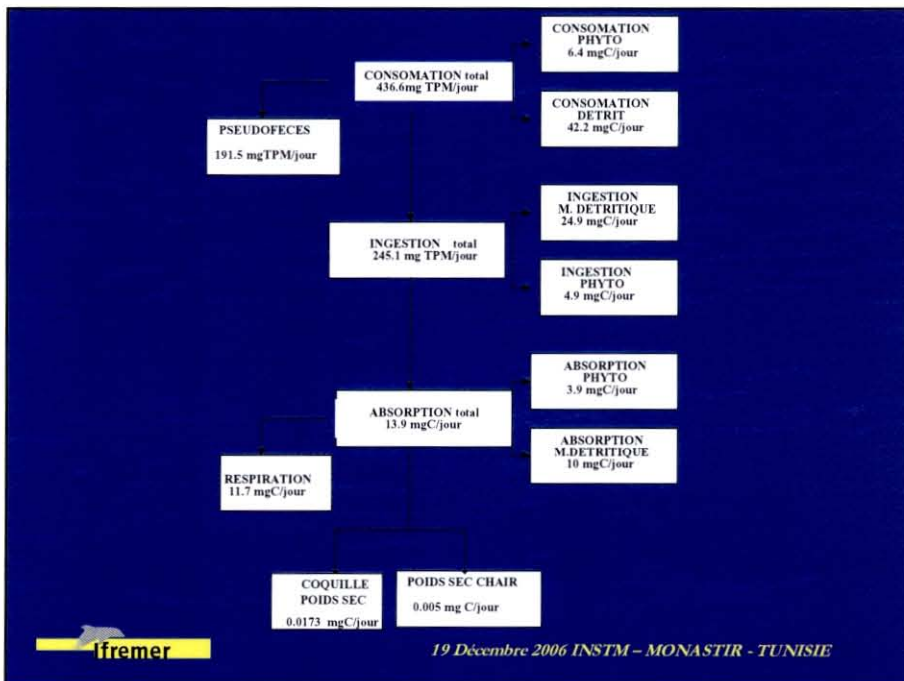 CONSOMATION
PHYTO
6.4 mgC/jour
CONSOMATION total
436.6mg TPM/jour
CONSOMATION
DETRIT
42.2 mgC/jour
PSEUDOFECES
191.5 mgTPM/jour
INGESTION
M. DETRITIQUE
24.9 mgC/jour
INGESTION total
245.1 mg TPM/jour
INGESTION
PHYTO
4.9 mgC/jour
ABSORPTION
PHYTO
3.9 mgC/jour
ABSORPTION total
13.9 mgC/jour
ABSORPTION
M.DETRITIQUE
10 mgC/jour
RESPIRATION
11.7 mgC/jour
COQUILLE
POIDS SEC
0.0173 mgC/jour
POIDS SEC CHAIR
0.005 mg C/jour
Ifremer
19 Décembre 2006 INSTM – MONASTIR - TUNISIE